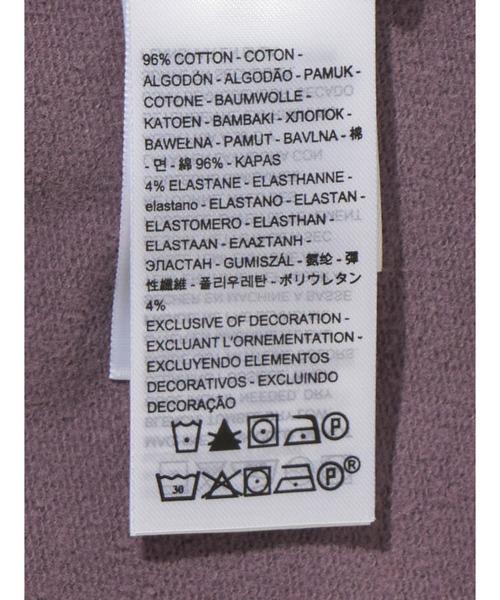 96% COTTON - COTON -
ALGODÓN - ALGODÃO - PAMUK -
COTONE - BAUMWOLLE -
KATOEN - BAMBAKI - ХЛОПОК -
BAWEŁNA - PAMUT - BAVLNA - 棉
- 면 - 綿 96% - KAPAS
4% ELASTANE - ELASTHANNE -
elastano - ELASTANO - ELASTAN -
ELASTOMERO - ELASTHAN -
ELASTAAN - ΕΛΑΣΤΑΝΗ -
ЭЛАСТАН - GUMISZÁL - 氨纶 - 彈
性纖維 - 폴리우레탄 - ポリウレタン
4%
EXCLUSIVE OF DECORATION -
EXCLUANT L'ORNEMENTATION -
EXCLUYENDO ELEMENTOS
DECORATIVOS - EXCLUINDO
DECORAÇÃO
P
30 P ®